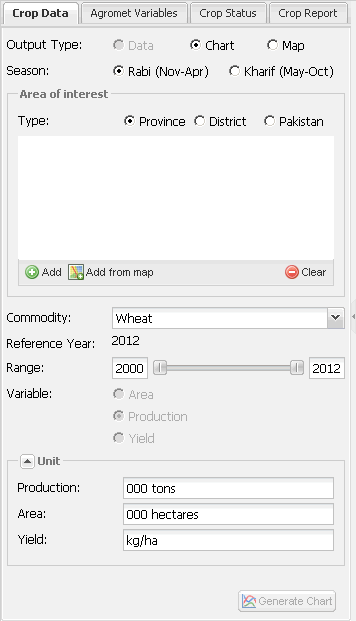 Crop Data Agromet Variables Crop Status Crop Report
Output Type: Data Chart Map
Season: Rabi (Nov-Apr) Kharif (May-Oct)
Area of interest
Type: Province District Pakistan
Add Add from map Clear
Commodity: Wheat
Reference Year: 2012
Range: 2000 2012
Variable: Area
Production
Yield
Unit
Production: 000 tons
Area: 000 hectares
Yield: kg/ha
Generate Chart